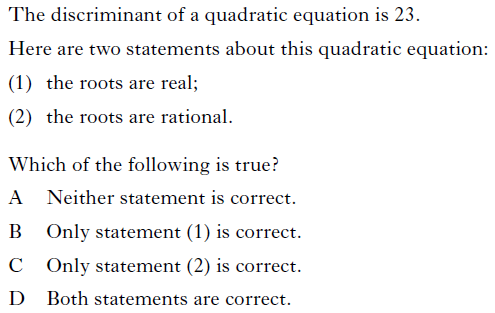 The discriminant of a quadratic equation is 23.
Here are two statements about this quadratic equation:
(1) the roots are real;
(2) the roots are rational.
Which of the following is true?
A Neither statement is correct.
B Only statement (1) is correct.
C Only statement (2) is correct.
D Both statements are correct.